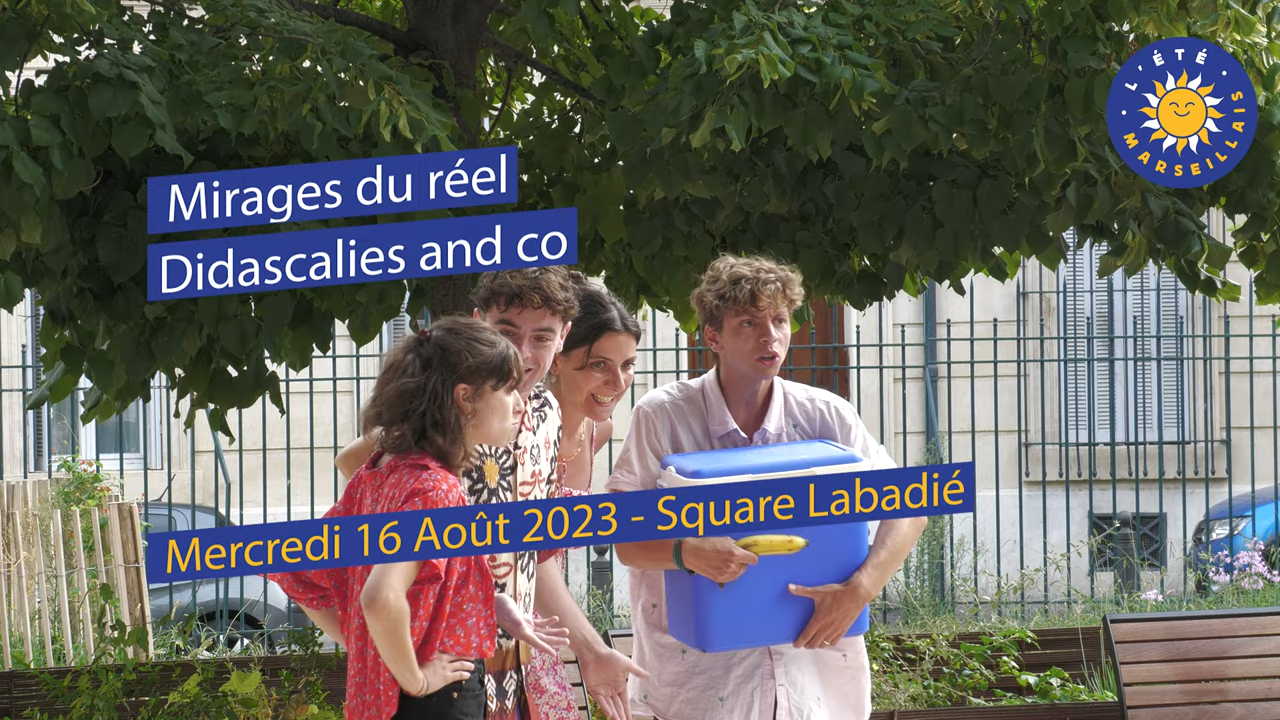 L'ÉTÉ
MARSEILLAIS
Mirages du réel
Didascalies and co
Mercredi 16 Août 2023 - Square Labadié